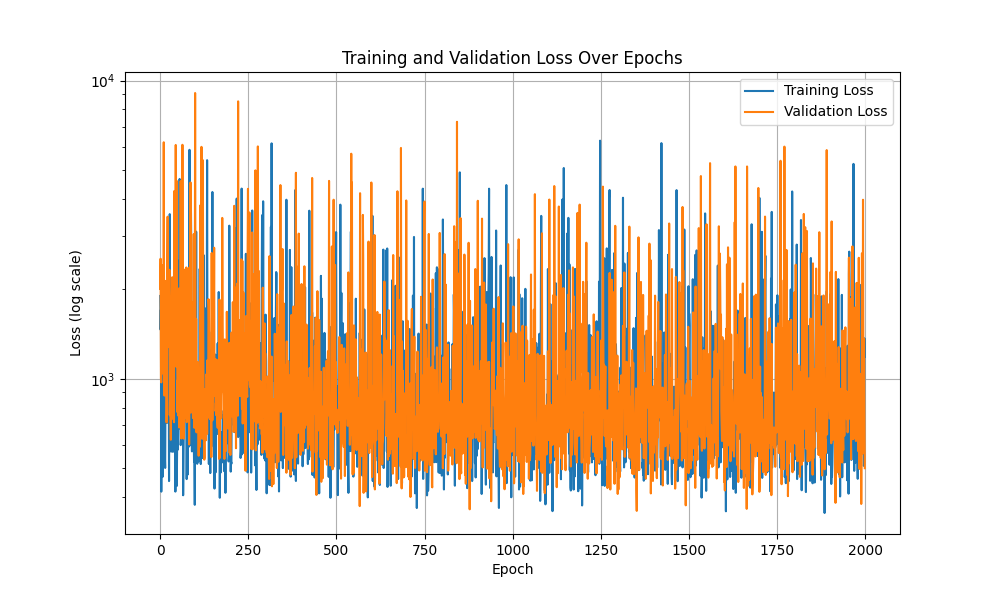 Training and Validation Loss Over Epochs
10⁴
Training Loss
Validation Loss
Loss (log scale)
10³
0 250 500 750 1000 1250 1500 1750 2000
Epoch